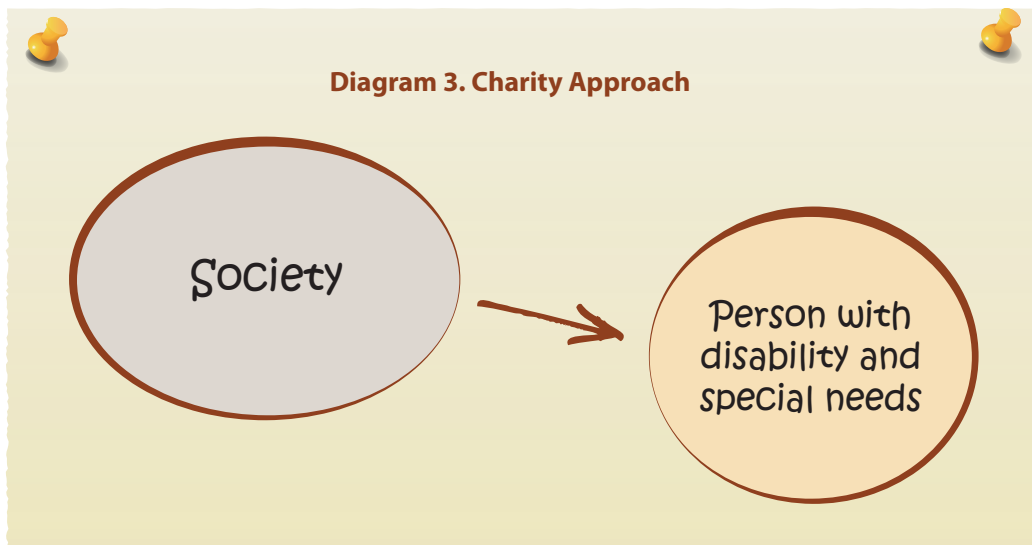 Diagram 3. Charity Approach
Society
Person with
disability and
special needs